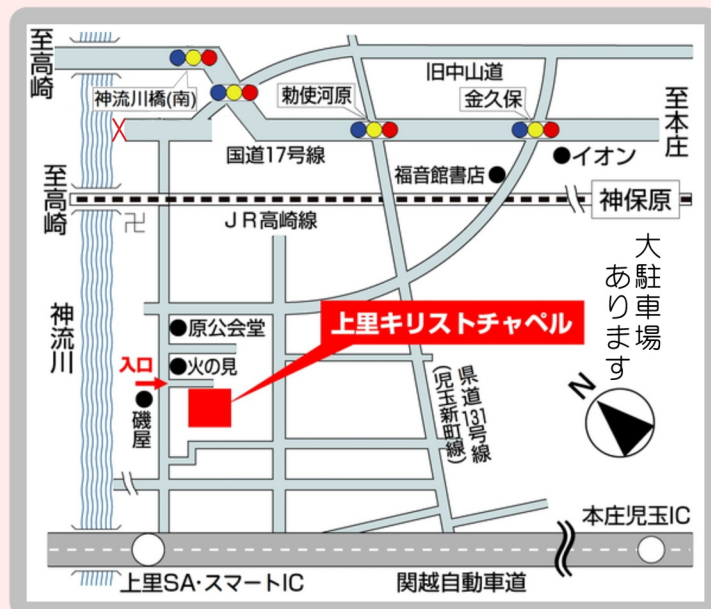 至高崎
神流川橋(南)
勅使河原
旧中山道
金久保
至本庄
国道17号線
福音館書店
イオン
至高崎
JR高崎線
神保原
卍
神流川
原公会堂
火の見
入口
磯屋
上里キリストチャペル
大駐車場
あります
県道131号線
(児玉新町線)
N
本庄児玉IC
上里SA・スマートIC
関越自動車道